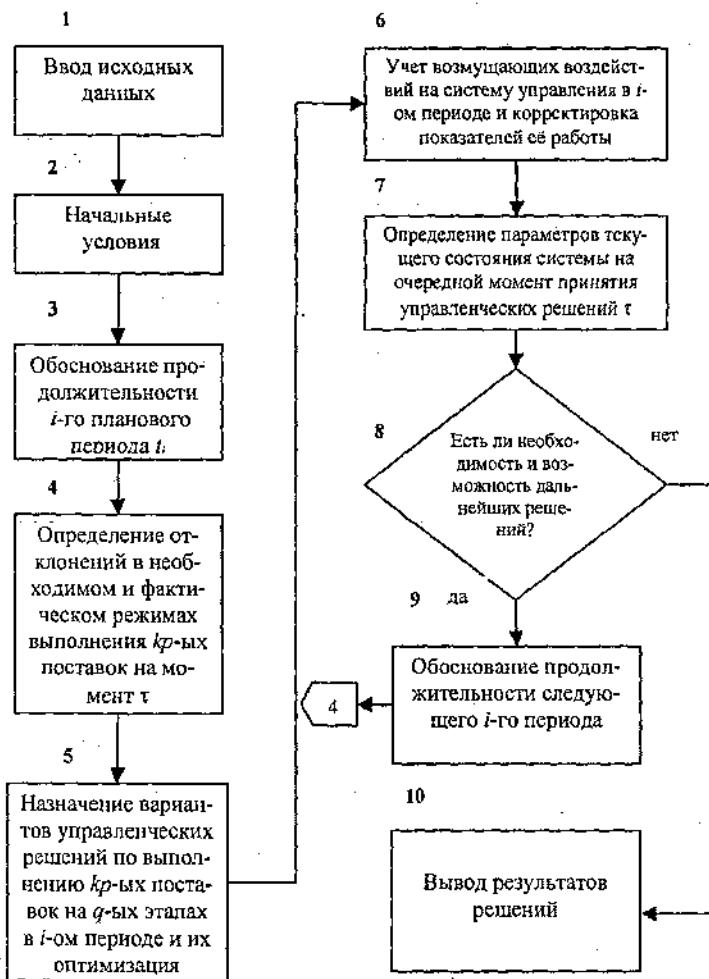 1
Ввод исходных
данных
2
Начальные
условия
3
Обоснование про-
должительности
i-го планового
периода tᵢ
4
Определение от-
клонений в необ-
ходимом и факти-
ческом режимах
выполнения kp-ых
поставок на мо-
мент τ
5
Назначение вариан-
тов управленческих
решений по выпол-
нению kp-ых поста-
вок на q-ых этапах
в i-ом периоде и их
оптимизация
6
Учет возмущающих воздейст-
вий на систему управления в i-
ом периоде и корректировка
показателей её работы
7
Определение параметров теку-
щего состояния системы на
очередной момент принятия
управленческих решений τ
8
Есть ли необхо-
димость и воз-
можность даль-
нейших реше-
ний?
нет
9
да
Обоснование продол-
жительности следую-
щего i-го периода
4
10
Вывод результатов
решений